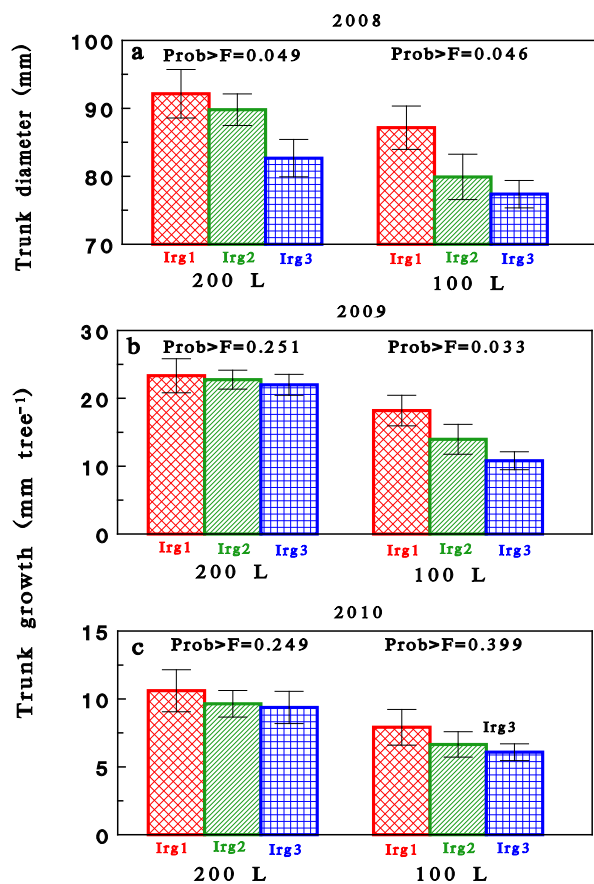 2008
Trunk diameter (mm)
100
90
80
70
a
Prob>F=0.049
Prob>F=0.046
Irg1
Irg2
Irg3
Irg1
Irg2
Irg3
200 L
100 L
2009
Trunk growth (mm tree⁻¹)
30
20
10
0
b
Prob>F=0.251
Prob>F=0.033
Irg1
Irg2
Irg3
Irg1
Irg2
Irg3
200 L
100 L
2010
15
10
5
0
c
Prob>F=0.249
Prob>F=0.399
Irg3
Irg1
Irg2
Irg3
Irg1
Irg2
Irg3
200 L
100 L